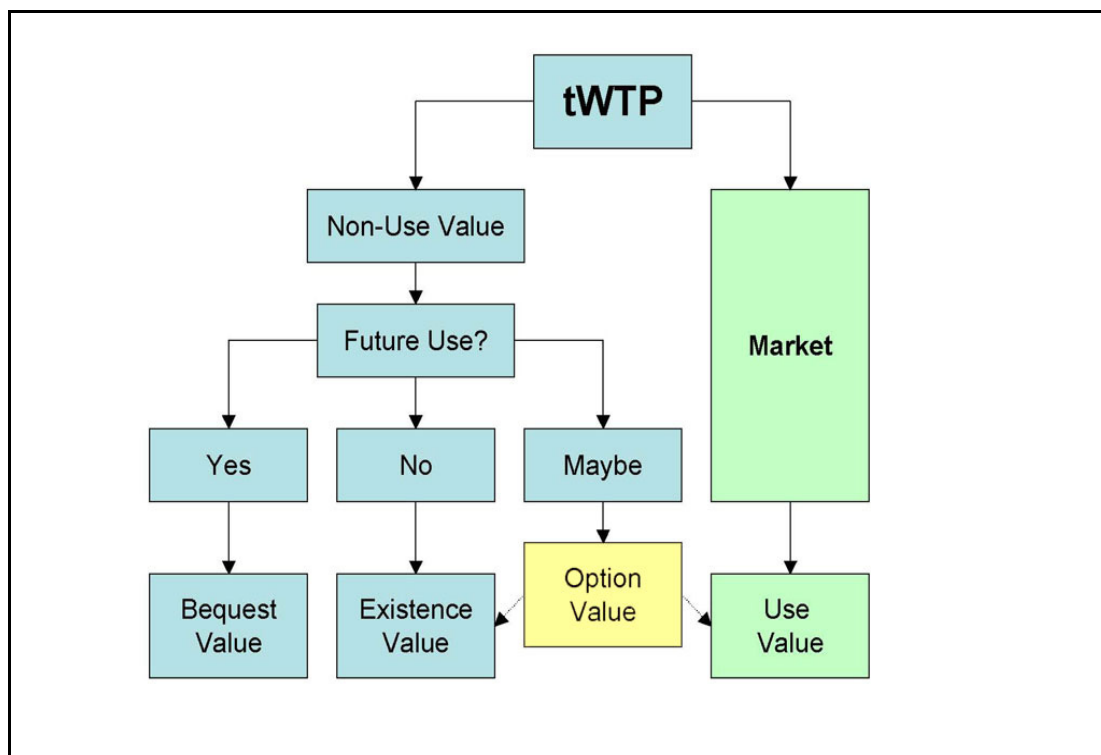 tWTP
Non-Use Value
Future Use?
Market
Yes
No
Maybe
Bequest
Value
Existence
Value
Option
Value
Use
Value